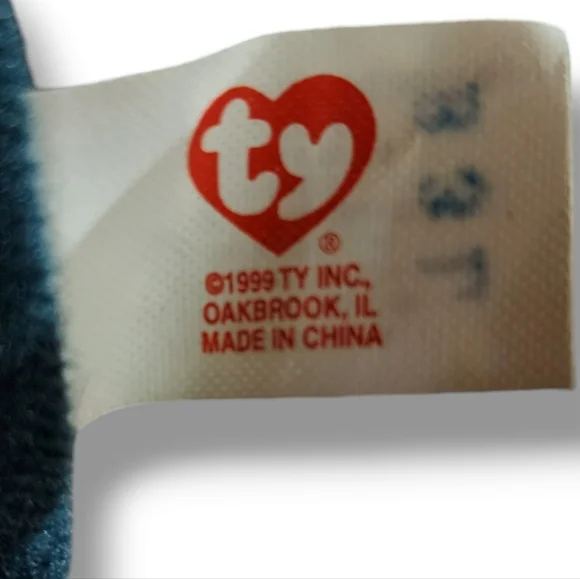 ty
®
©1999 TY INC.,
OAKBROOK, IL
MADE IN CHINA